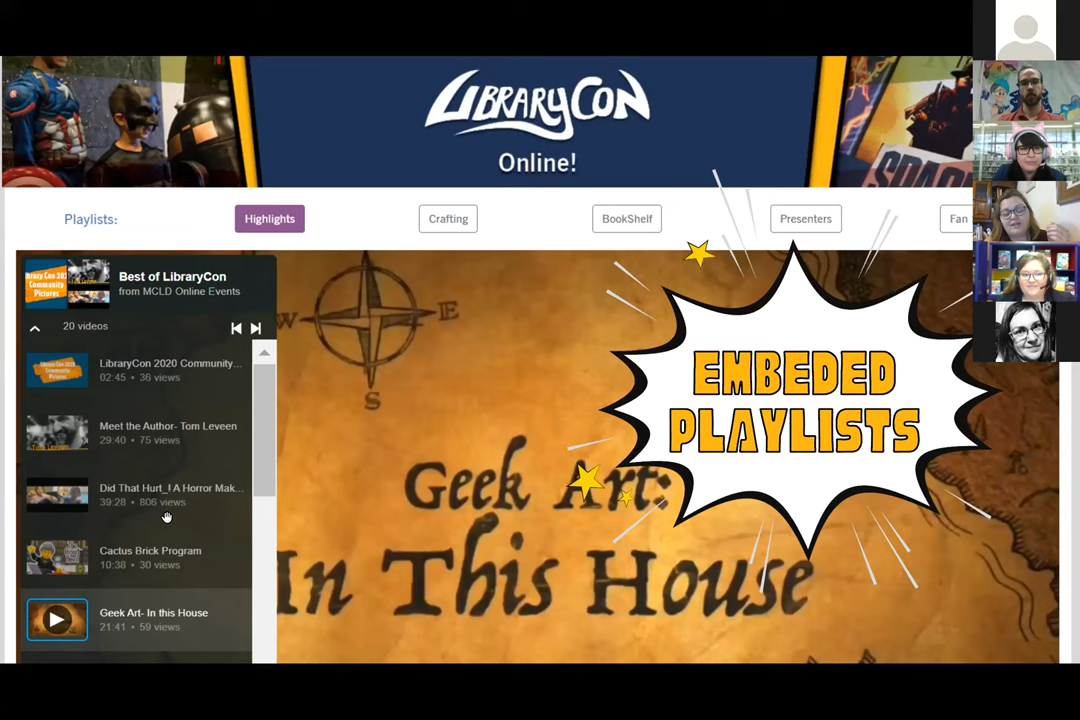 LIBRARYCON
Online!
SPA
Playlists:
Highlights
Crafting
BookShelf
Presenters
Fan
Best of LibraryCon
from MCLD Online Events
20 videos
LibraryCon 2020 Community...
02:45 • 36 views
Meet the Author- Tom Leveen
29:40 • 75 views
Did That Hurt_! A Horror Mak...
39:28 • 806 views
Cactus Brick Program
10:38 • 30 views
Geek Art- In this House
21:41 • 59 views
W
E
S
Geek Art:
In This House
EMBEDED
PLAYLISTS